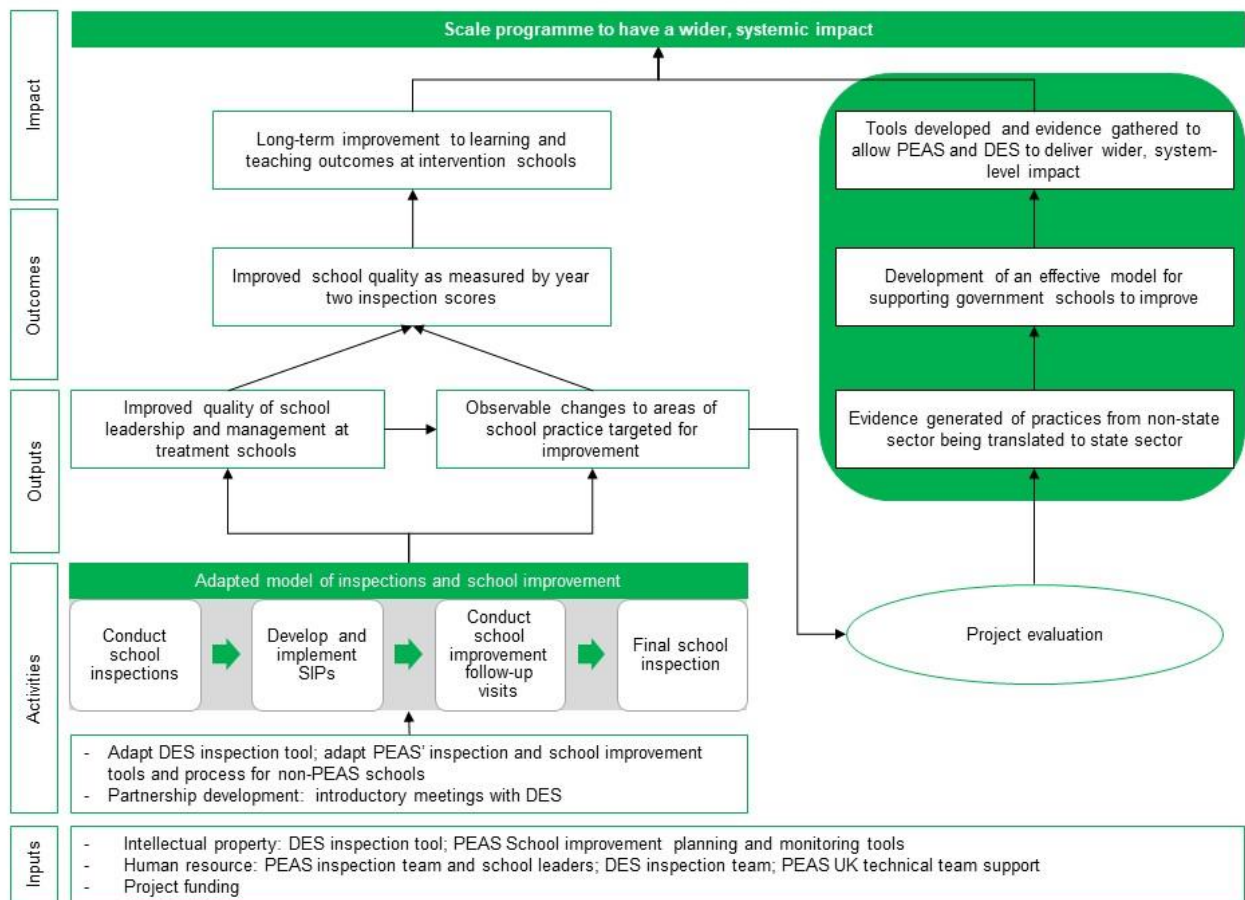 Scale programme to have a wider, systemic impact
Impact
Long-term improvement to learning and
teaching outcomes at intervention schools
Tools developed and evidence gathered to
allow PEAS and DES to deliver wider, system-
level impact
Outcomes
Improved school quality as measured by year
two inspection scores
Development of an effective model for
supporting government schools to improve
Outputs
Improved quality of school
leadership and management at
treatment schools
Observable changes to areas of
school practice targeted for
improvement
Evidence generated of practices from non-state
sector being translated to state sector
Activities
Adapted model of inspections and school improvement
Conduct
school
inspections
Develop and
implement
SIPs
Conduct
school
improvement
follow-up
visits
Final school
inspection
Project evaluation
- Adapt DES inspection tool; adapt PEAS' inspection and school improvement
tools and process for non-PEAS schools
- Partnership development: introductory meetings with DES
Inputs
- Intellectual property: DES inspection tool; PEAS School improvement planning and monitoring tools
- Human resource: PEAS inspection team and school leaders; DES inspection team; PEAS UK technical team support
- Project funding